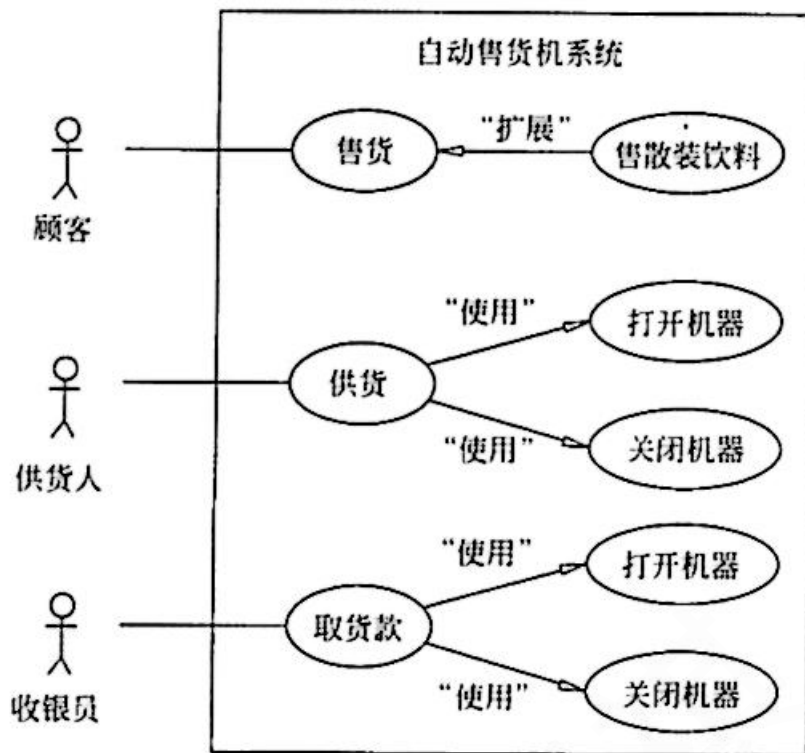 自动售货机系统
售货
“扩展”
售散装饮料
顾客
“使用”
打开机器
供货
“使用”
关闭机器
供货人
“使用”
打开机器
取货款
“使用”
关闭机器
收银员